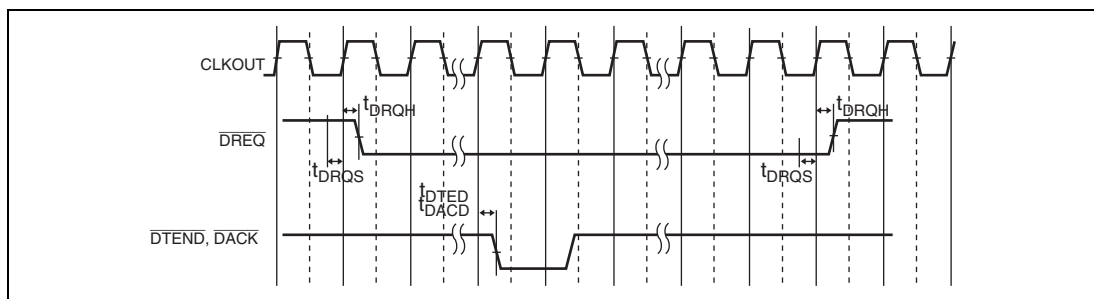 CLKOUT
tDRQH
tDRQH
DREQ
tDRQS
tDRQS
tDTED
tDACD
DTEND, DACK